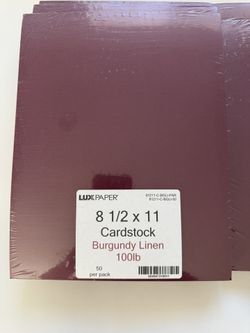 LUXPAPER
8 1/2 x 11
Cardstock
Burgundy Linen
100lb
50
per pack